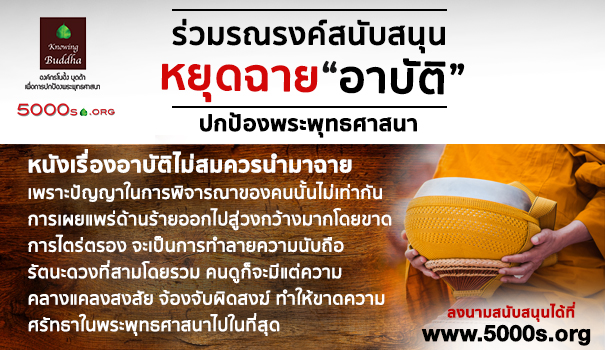 Knowing
Buddha
องค์กรโนอิ้ง บุดด้า
เพื่อการปกป้องพระพุทธศาสนา
5000s.ORG
ร่วมรณรงค์สนับสนุน
หยุดฉาย “อาบัติ”
ปกป้องพระพุทธศาสนา
หนังเรื่องอาบัติไม่สมควรนำมาฉาย
เพราะปัญญาในการพิจารณาของคนนั้นไม่เท่ากัน
การเผยแพร่ด้านร้ายออกไปสู่วงกว้างมากโดยขาด
การไตร่ตรอง จะเป็นการทำลายความนับถือ
รัตนะดวงที่สามโดยรวม คนดูก็จะมีแต่ความ
คลางแคลงสงสัย จ้องจับผิดสงฆ์ ทำให้ขาดความ
ศรัทธาในพระพุทธศาสนาไปในที่สุด
ลงนามสนับสนุนได้ที่
www.5000s.org